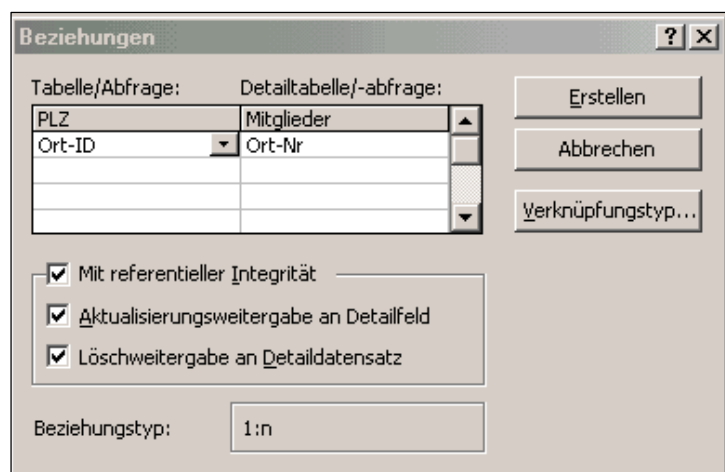 Beziehungen
Tabelle/Abfrage: Detailtabelle/-abfrage:
PLZ Mitglieder
Ort-ID Ort-Nr
Erstellen
Abbrechen
Verknüpfungstyp...
Mit referentieller Integrität
Aktualisierungsweitergabe an Detailfeld
Löschweitergabe an Detaildatensatz
Beziehungstyp: 1:n